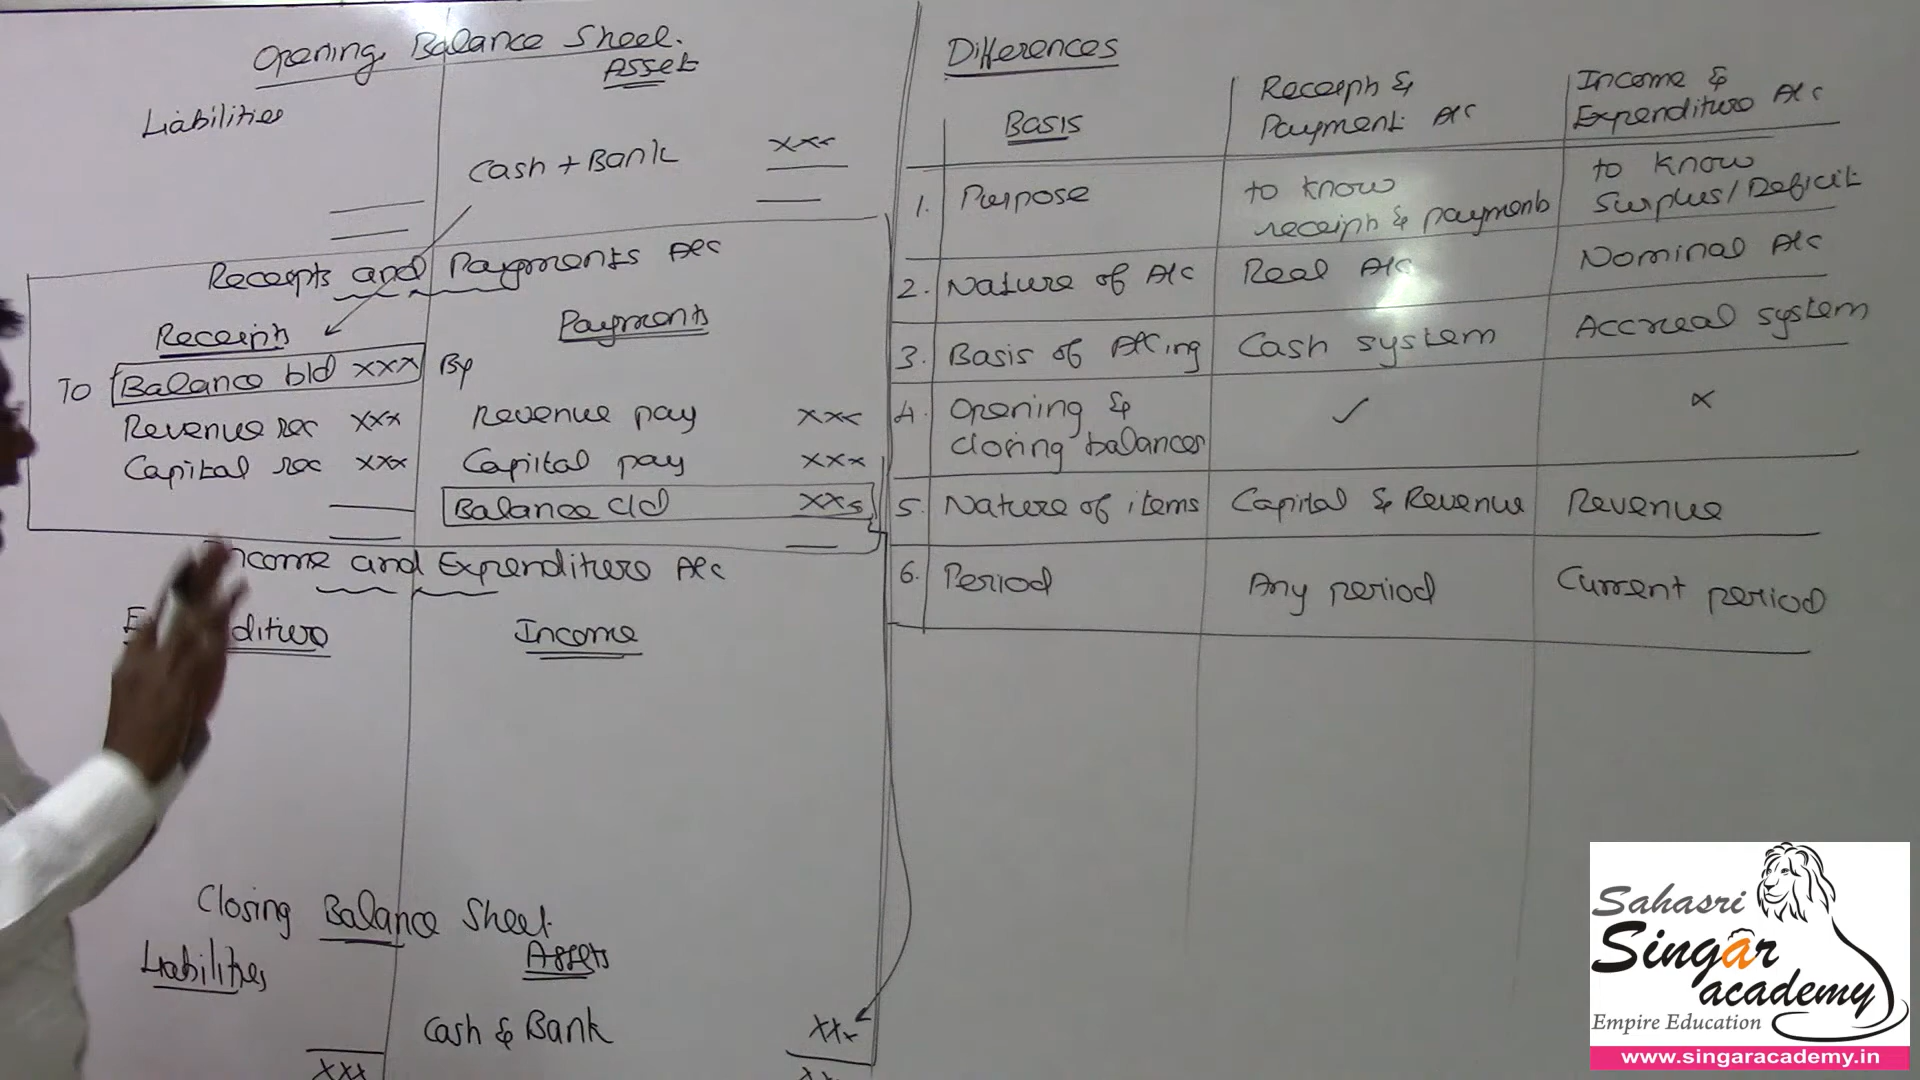 Opening Balance Sheet.
Liabilities
Asset
Cash + Bank xxx
Receipts and Payments A/c
Receipts
Payments
To Balance b/d xxx By
Revenue rec xxx
Revenue pay xxx
Capital rec xxx
Capital pay xxx
Balance c/d
Income and Expenditure A/c
Income
Closing Balance Sheet.
Liabilities
Assets
Cash & Bank xxx
xxx
Differences
Basis
Receipts &
Payment A/c
Income &
Expenditure A/c
1. Purpose
to know
receipts & payments
to know
Surplus/Deficit
2. Nature of A/c Real A/c Nominal A/c
3. Basis of A/cing Cash system Accrual system
4. Opening &
closing balances
✓ x
5. Nature of items Capital & Revenue Revenue
6. Period Any period Current period
Sahasri
Singar
academy
Empire Education
www.singaracademy.in